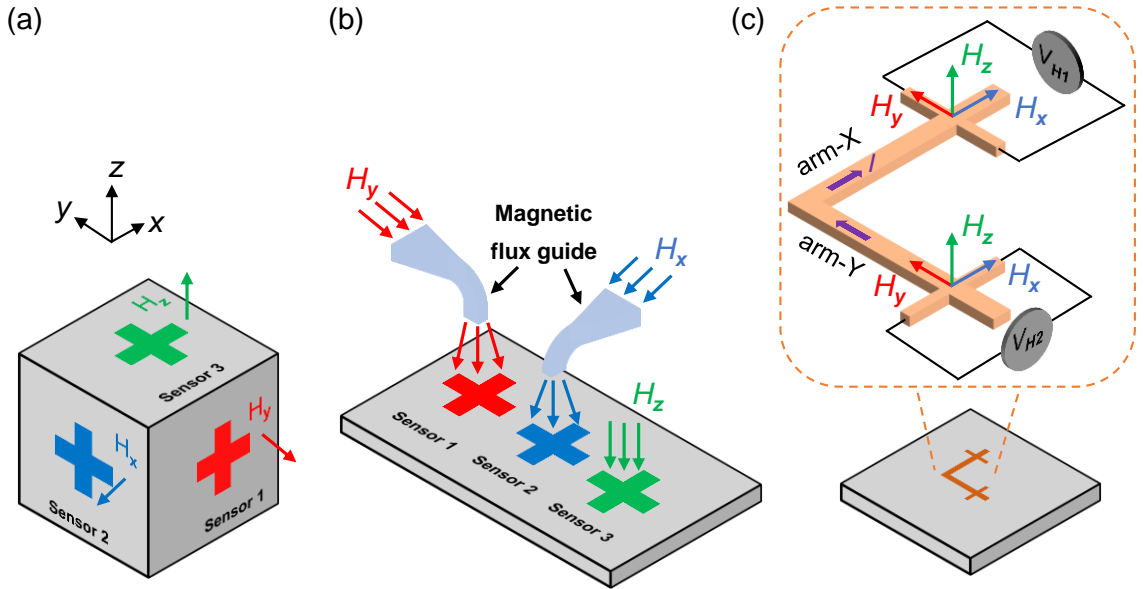 (a)
(b)
(c)
z
y
x
Hz
Sensor 3
Hx
Sensor 2
Hy
Sensor 1
Hy
Magnetic
flux guide
Hx
Hz
Sensor 1
Sensor 2
Sensor 3
VH1
Hz
Hy
Hx
arm-X
I
arm-Y
Hz
Hy
Hx
VH2